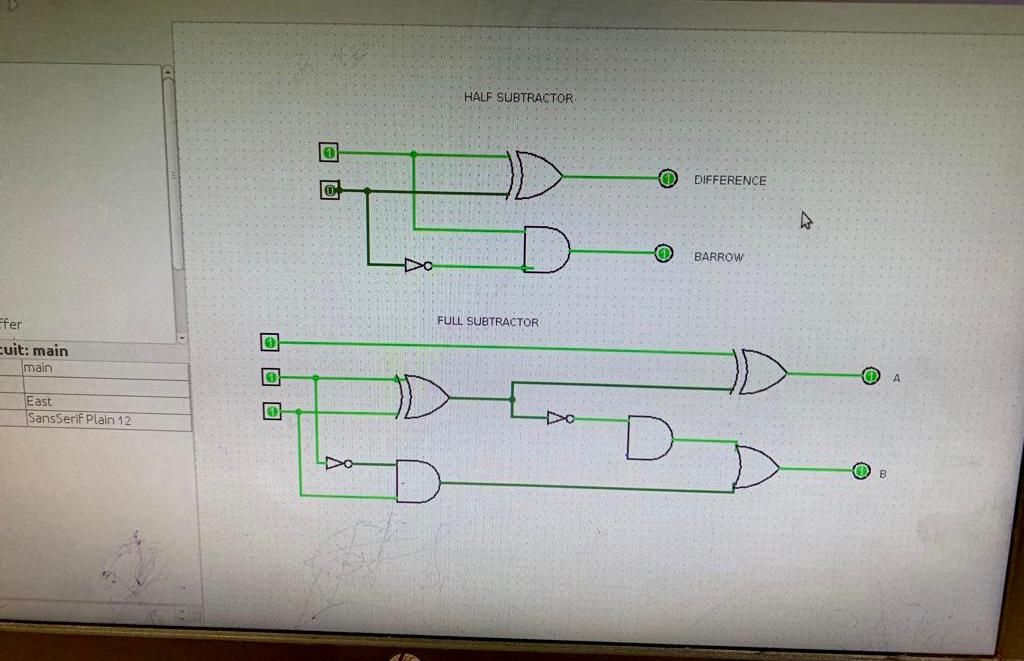 HALF SUBTRACTOR
1
0
1
DIFFERENCE
1
BARROW
FULL SUBTRACTOR
1
1
1
1
A
1
B
ffer
cuit: main
main
East
SansSerif Plain 12